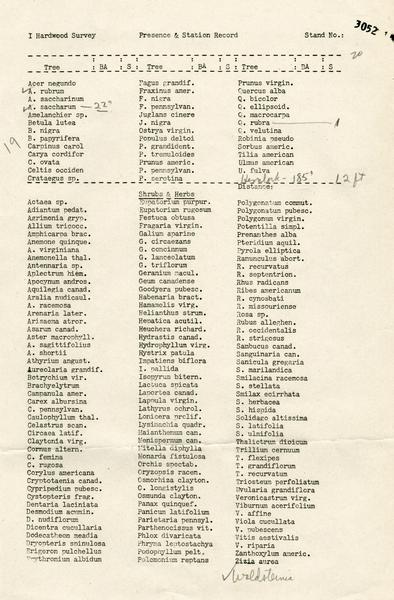 I Hardwood Survey Presence & Station Record Stand No.: 3052
20
Tree : BA : S : Tree : BA : S : Tree : BA : S
Acer negundo Fagus grandif. Prunus virgin.
✓ A. rubrum Fraxinus amer. Quercus alba
A. saccharinum F. nigra Q. bicolor
✓ A. saccharum — 22" F. pennsylvan. Q. ellipsoid.
Amelanchier sp. Juglans cinere Q. macrocarpa
Betula lutea J. nigra Q. rubra 1
B. nigra Ostrya virgin. Q. velutina
19
B. papyrifera Populus deltoi Robinia pseudo
Carpinus carol P. grandident. Sorbus americ.
Carya cordifor P. tremuloides Tilia american
C. ovata Prunus americ. Ulmus american
Celtis occiden P. pennsylvan. U. fulva
Crataegus sp. P. serotina Hemlock - 185' 12 ft
Distance:
Shrubs & Herbs
Actaea sp. Eupatorium purpur. Polygonatum commut.
Adiantum pedat. Eupatorium rugosum Polygonatum pubesc.
Agrimonia gryp. Festuca obtusa Polygonum virgin.
Allium tricocc. Fragaria virgin. Potentilla simpl.
Amphicarpa brac. Galium aparine Prenanthes alba
Anemone quinque. G. circaezans Pteridium aquil.
A. virginiana G. concinnum Pyrola elliptica
Anemonella thal. G. lanceolatum Ranunculus abort.
Antennaria sp. G. triflorum R. recurvatus
Aplectrum hiem. Geranium macul. R. septentrion.
Apocynum andros. Geum canadense Rhus radicans
Aquilegia canad. Goodyera pubesc. Ribes americanum
Aralia nudicaul. Habenaria bract. R. cynosbati
A. racemosa Hamamelis virg. R. missouriense
Arenaria later. Helianthus strum. Rosa sp.
Arisaema atror. Hepatica acutil. Rubus alleghen.
Asarum canad. Heuchera richard. R. occidentalis
Aster macrophyll. Hydrastis canad. R. strigosus
A. sagittifolius Hydrophyllum virg. Sambucus canad.
A. shortii Hystrix patula Sanguinaria can.
Athyrium angust. Impatiens biflora Sanicula gregaria
Aureolaria grandif. I. pallida S. marilandica
Botrychium vir. Isopyrum bitern. Smilacina racemosa
Brachyelytrum Lactuca spicata S. stellata
Campanula amer. Laportea canad. Smilax ecirrhata
Carex albursina Lappula virgin. S. herbacea
C. pennsylvan. Lathyrus ochrol. S. hispida
Caulophyllum thal. Lonicera prolif. Solidago altissima
Celastrus scan. Lysimachia quadr. S. latifolia
Circaea latif. Maianthemum can. S. ulmifolia
Claytonia virg. Menispermum can. Thalictrum dioicum
Cornus altern. Mitella diphylla Trillium cernuum
C. femina Monarda fistulosa T. flexipes
C. rugosa Orchis spectab. T. grandiflorum
Corylus americana Oryzopsis racem. T. recurvatum
Cryptotaenia canad. Osmorhiza clayton. Triosteum perfoliatum
Cypripedium pubesc. O. longistylis Uvularia grandiflora
Cystopteris frag. Osmunda clayton. Veronicastrum virg.
Dentaria laciniata Panax quinquef. Viburnum acerifolium
Desmodium acumin. Panicum latifolium V. affine
D. nudiflorum Parietaria pennsyl. Viola cucullata
Dicentra cucullaria Parthenocissus vit. V. pubescens
Dodecatheon meadia Phlox divaricata Vitis aestivalis
Dryopteris spinulosa Phryma leptostachya V. riparia
Erigeron pulchellus Podophyllum pelt. Zanthoxylum americ.
Erythronium albidum Polemonium reptans Zizia aurea
✓ Waldsteinia